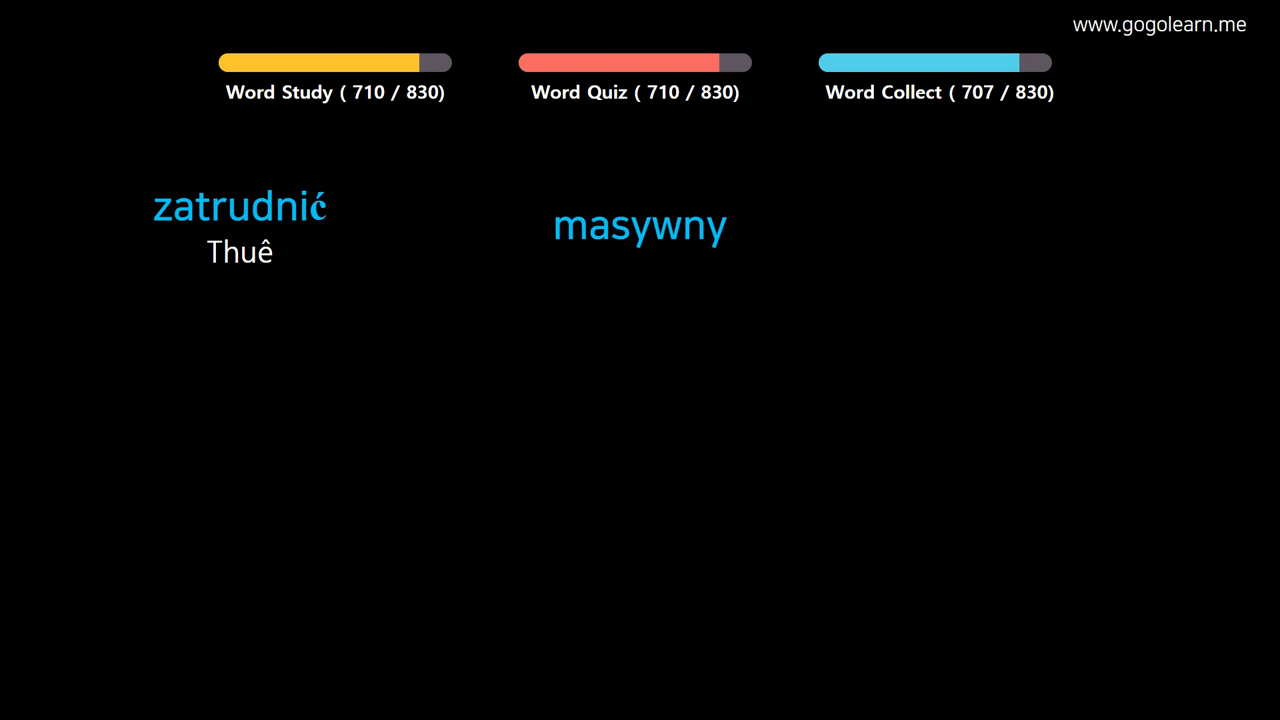 www.gogolearn.me
Word Study ( 710 / 830)
Word Quiz ( 710 / 830)
Word Collect ( 707 / 830)
zatrudnić
Thuê
masywny